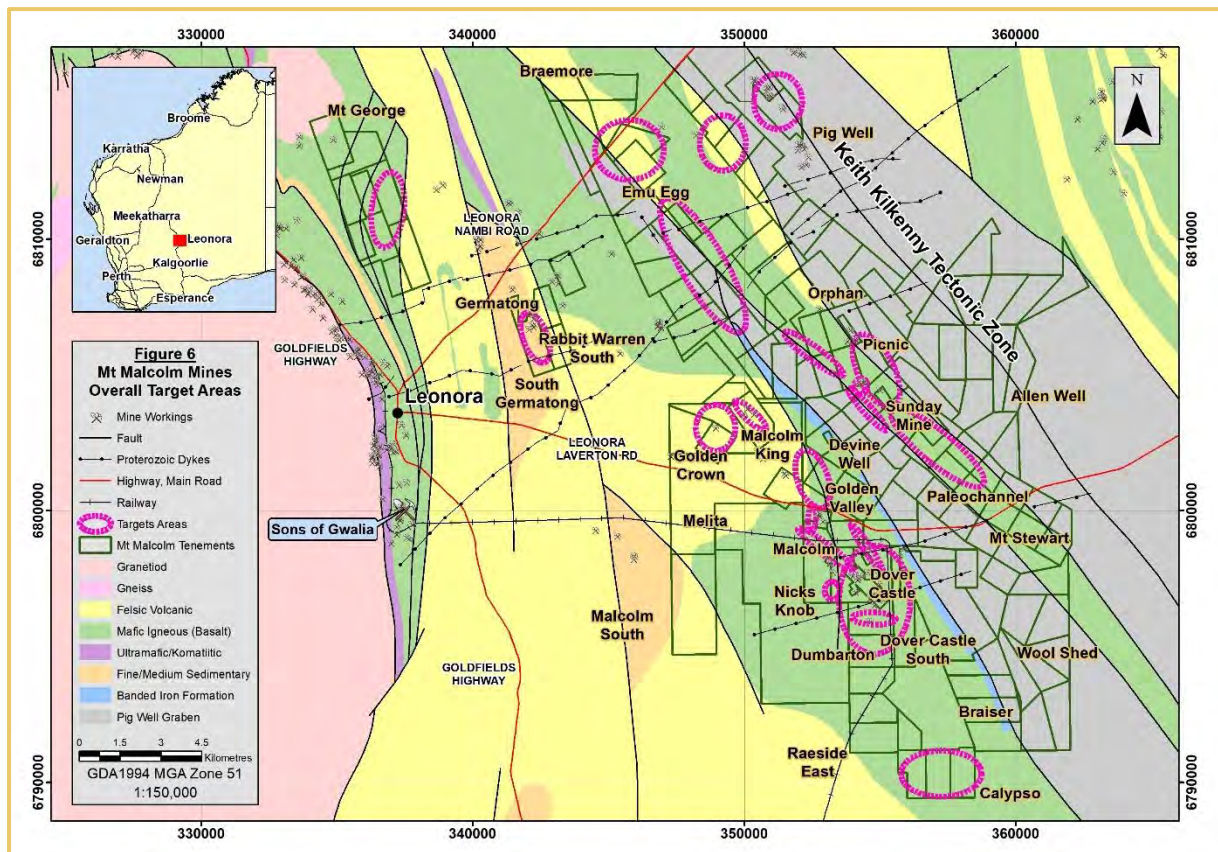 330000
340000
350000
360000
Broome
Karratha
Newman
Meekatharra
Geraldton
Leonora
Kalgoorlie
Perth
Esperance
Figure 6
Mt Malcolm Mines
Overall Target Areas
Mine Workings
Fault
Proterozoic Dykes
Highway, Main Road
Railway
Targets Areas
Mt Malcolm Tenements
Granetiod
Gneiss
Felsic Volcanic
Mafic Igneous (Basalt)
Ultramafic/Komatiitic
Fine/Medium Sedimentary
Banded Iron Formation
Pig Well Graben
0 1.5 3 4.5
Kilometres
GDA1994 MGA Zone 51
1:150,000
Braemore
N
Mt George
Pig Well
Keith Kilkenny Tectonic Zone
Emu Egg
LEONORA
NAMBI ROAD
6810000
6810000
Orphan
Germatong
Rabbit Warren
South
Picnic
GOLDFIELDS
HIGHWAY
South
Germatong
Leonora
Allen Well
Sunday
Mine
Malcolm
King
Devine
Well
LEONORA
LAVERTON RD
Golden
Crown
Golden
Valley
Paleochannel
Melita
6800000
6800000
Sons of Gwalia
Mt Stewart
Malcolm
Dover
Castle
Nicks
Knob
Malcolm
South
Dumbarton
Dover Castle
South
Wool Shed
GOLDFIELDS
HIGHWAY
Braiser
Raeside
East
Calypso
6790000
6790000
330000
340000
350000
360000